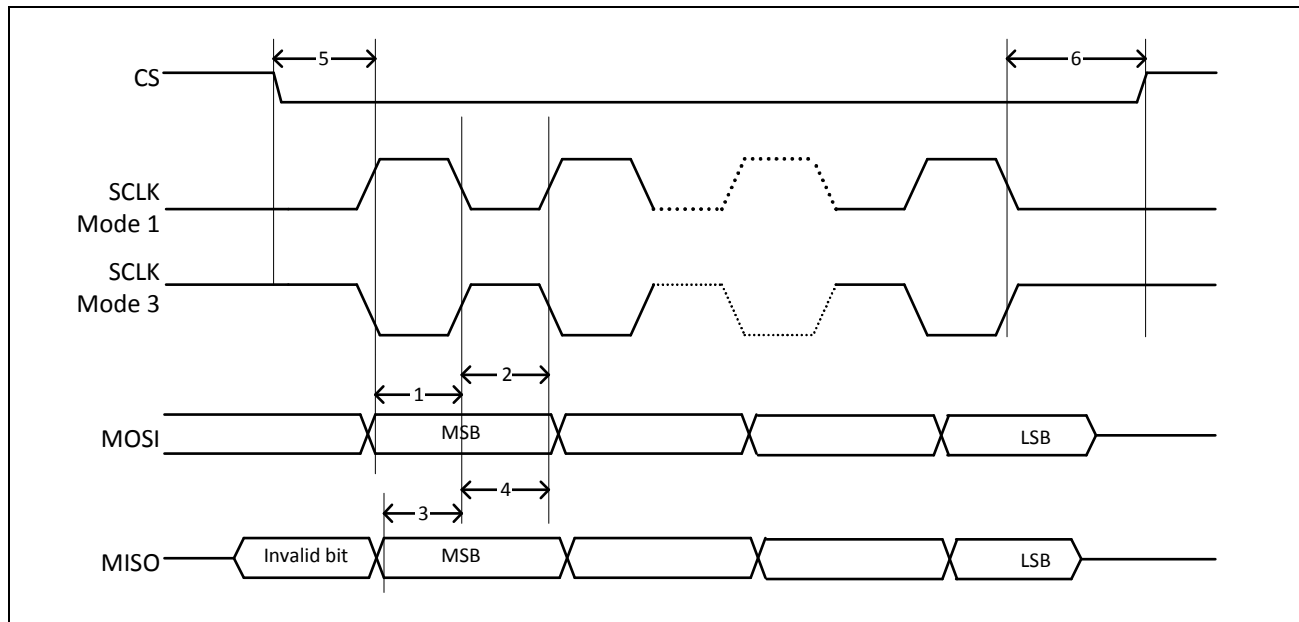 5
6
CS
SCLK
Mode 1
SCLK
Mode 3
2
1
MOSI
MSB
LSB
4
3
MISO
Invalid bit
MSB
LSB